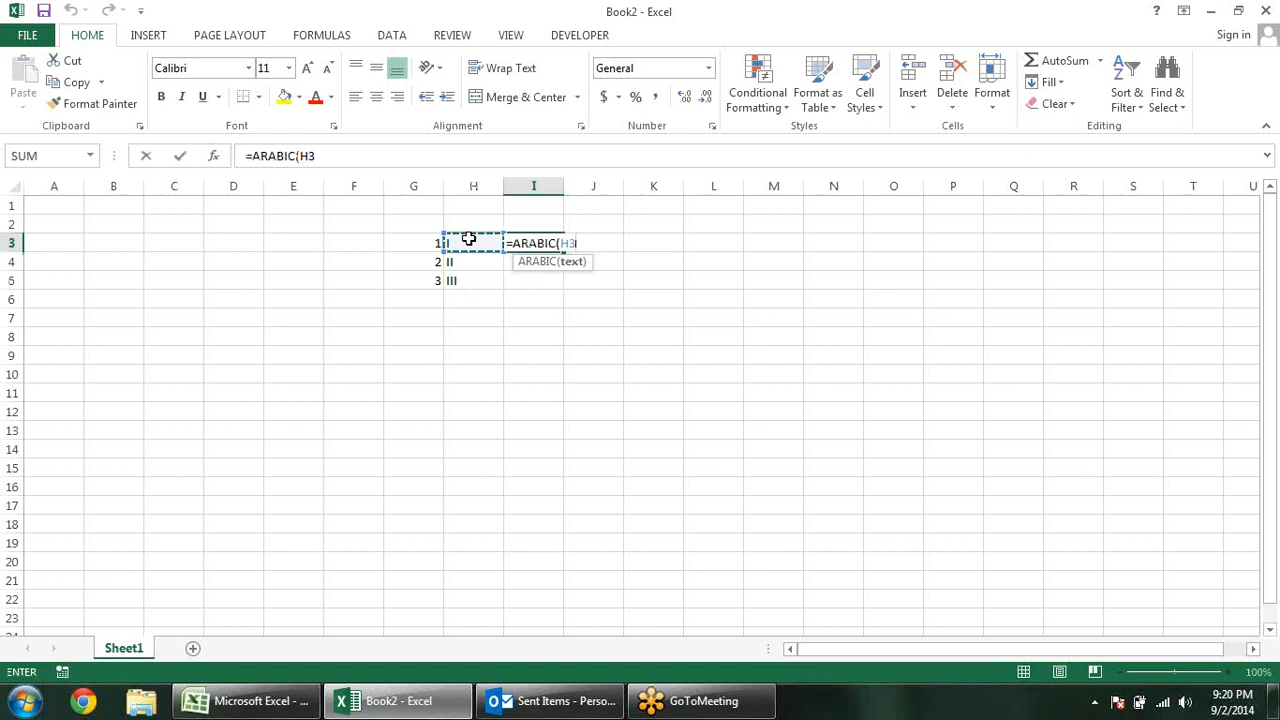 Book2 - Excel
?
FILE HOME INSERT PAGE LAYOUT FORMULAS DATA REVIEW VIEW DEVELOPER Sign in
Paste Cut Copy Format Painter
Calibri 11 A A
B I U A
Wrap Text
Merge & Center
General
$ % ,
Conditional Formatting Format as Table Cell Styles
Insert Delete Format
AutoSum Fill Clear
Sort & Filter Find & Select
Clipboard Font Alignment Number Styles Cells Editing
SUM fx =ARABIC(H3
A B C D E F G H I J K L M N O P Q R S T U
1
2
3 1 I =ARABIC(H3
4 2 II ARABIC(text)
5 3 III
6
7
8
9
10
11
12
13
14
15
16
17
18
19
20
21
22
23
24
Sheet1
ENTER 100%
Microsoft Excel - ... Book2 - Excel Sent Items - Perso... GoToMeeting 9:20 PM
9/2/2014